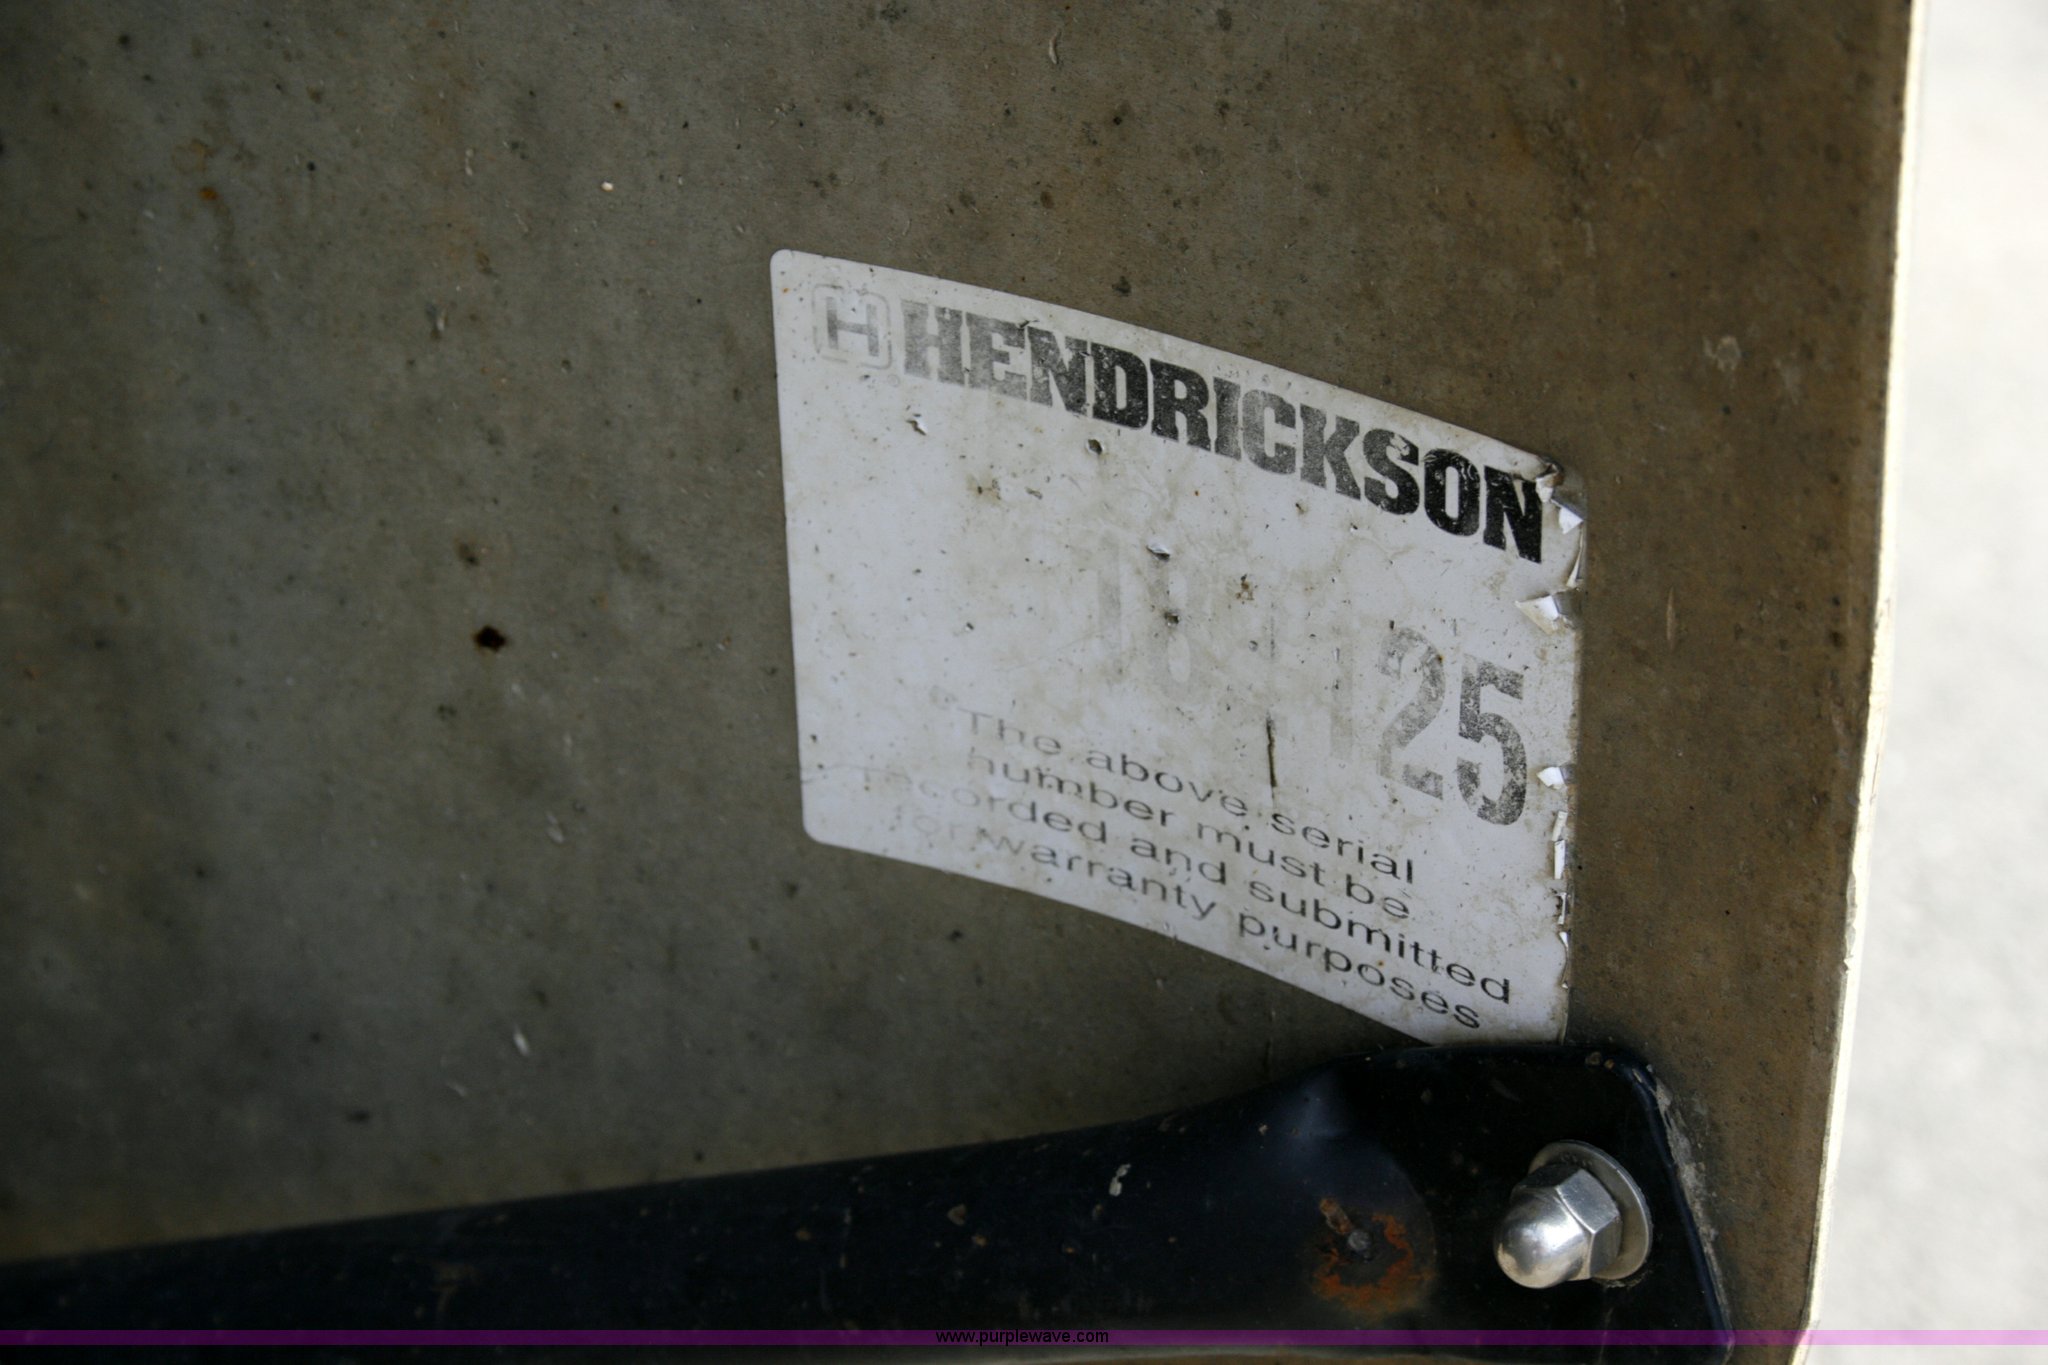 H HENDRICKSON
25
"The above serial
number must be
recorded and submitted
for warranty purposes
www.purplewave.com